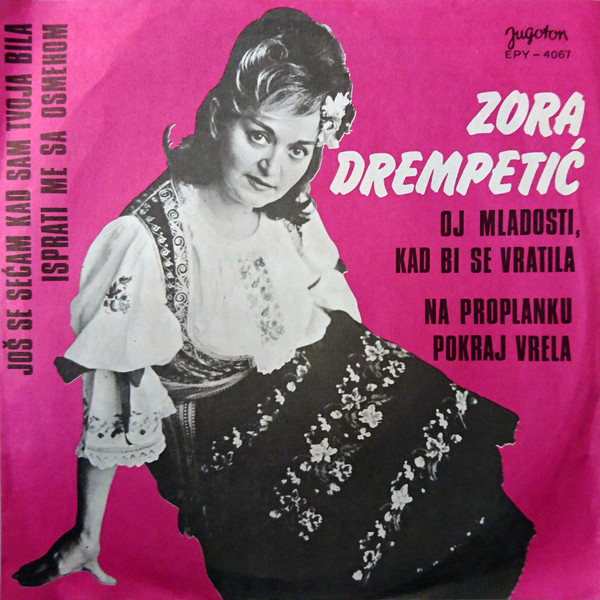 Jugoton
EPY – 4067
ZORA
DREMPETIĆ
OJ MLADOSTI,
KAD BI SE VRATILA
NA PROPLANKU
POKRAJ VRELA
JOŠ SE SEĆAM KAD SAM TVOJA BILA
ISPRATI ME SA OSMEHOM